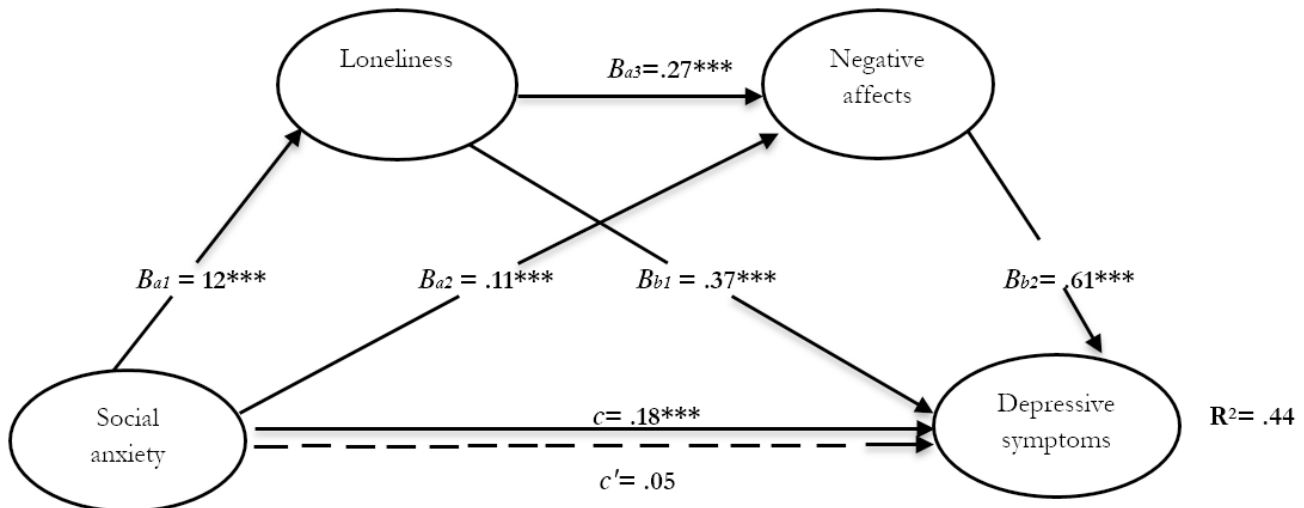 Loneliness
Negative
affects
Ba3=.27***
Ba1 = 12***
Ba2 = .11***
Bb1 = .37***
Bb2= .61***
Social
anxiety
c= .18***
c'= .05
Depressive
symptoms
R²= .44